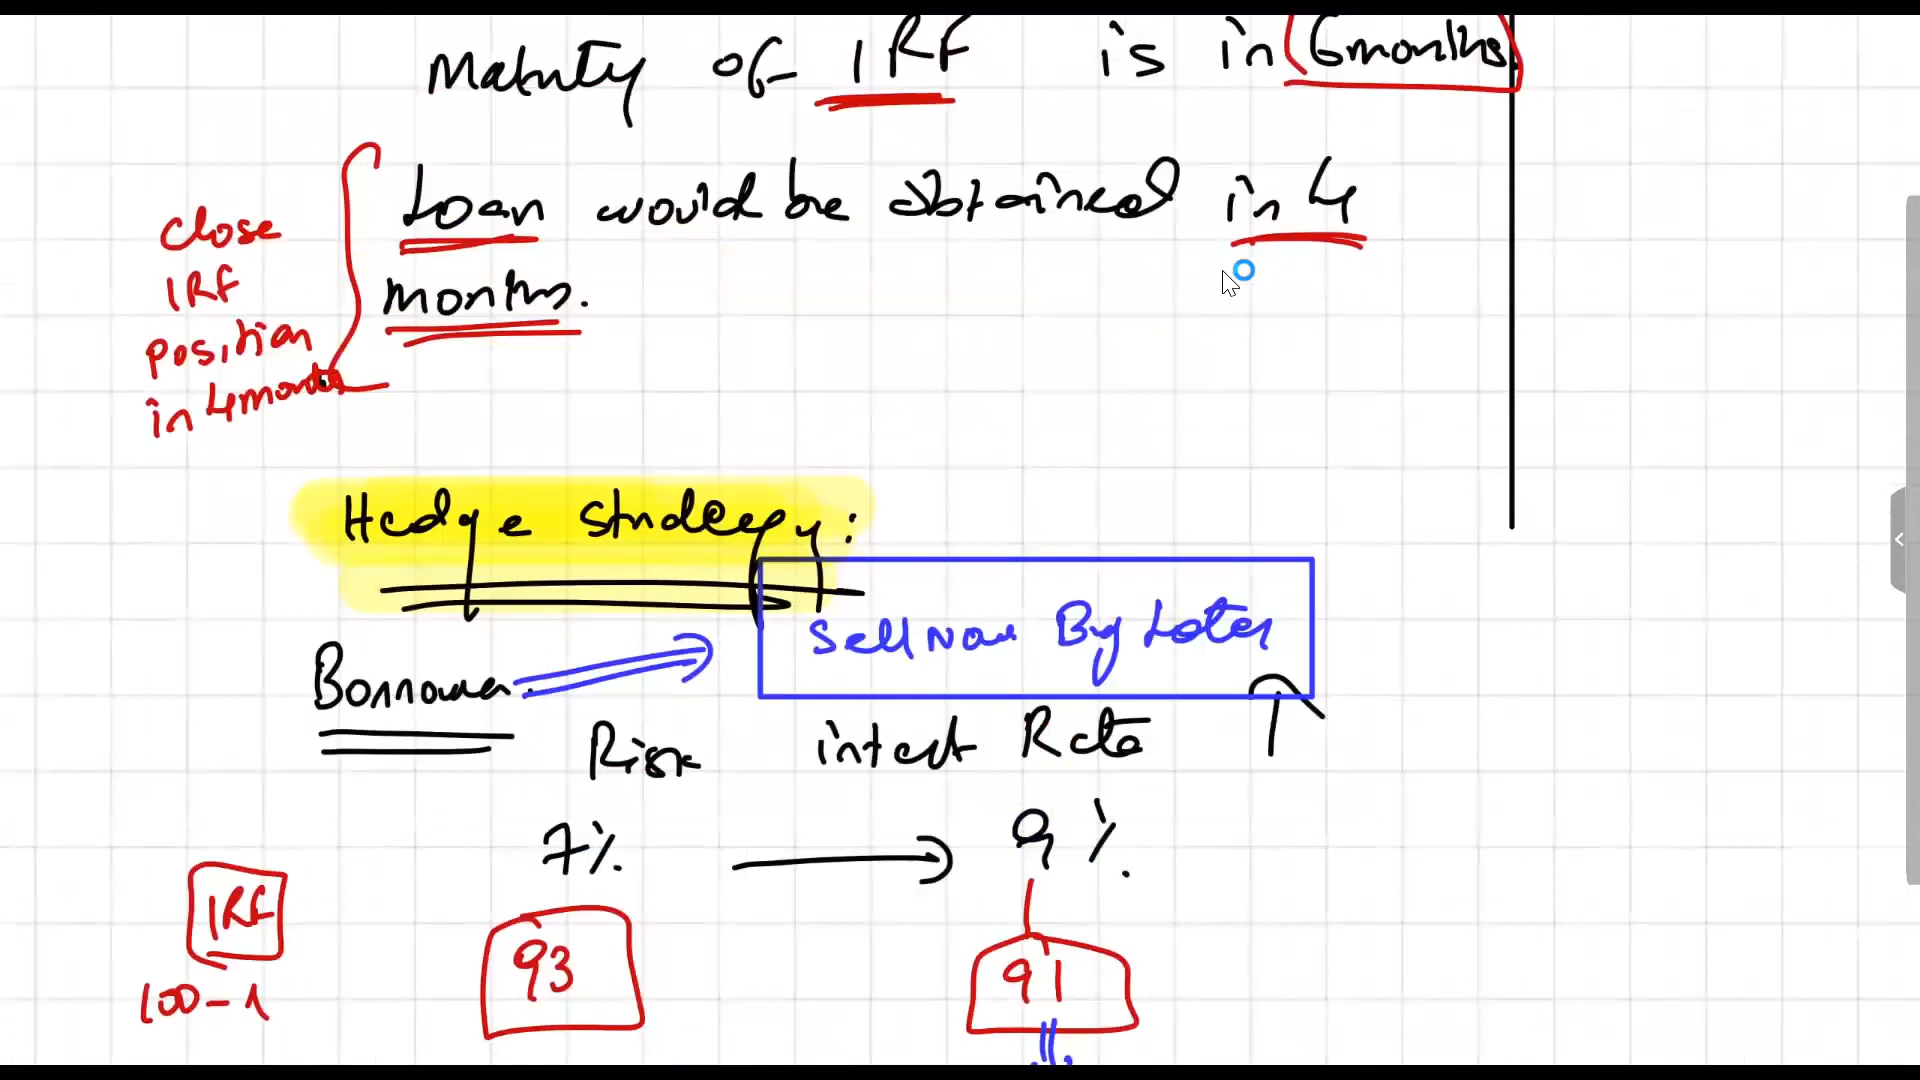 Maturity of IRF is in 6months
Loan would be obtained in 4
months.
close
IRF
position
in 4months
Hedge strategy:
Sell Now By Later
Borrower.
Risk interest Rate
7% 9%.
IRF
93
91
100-1